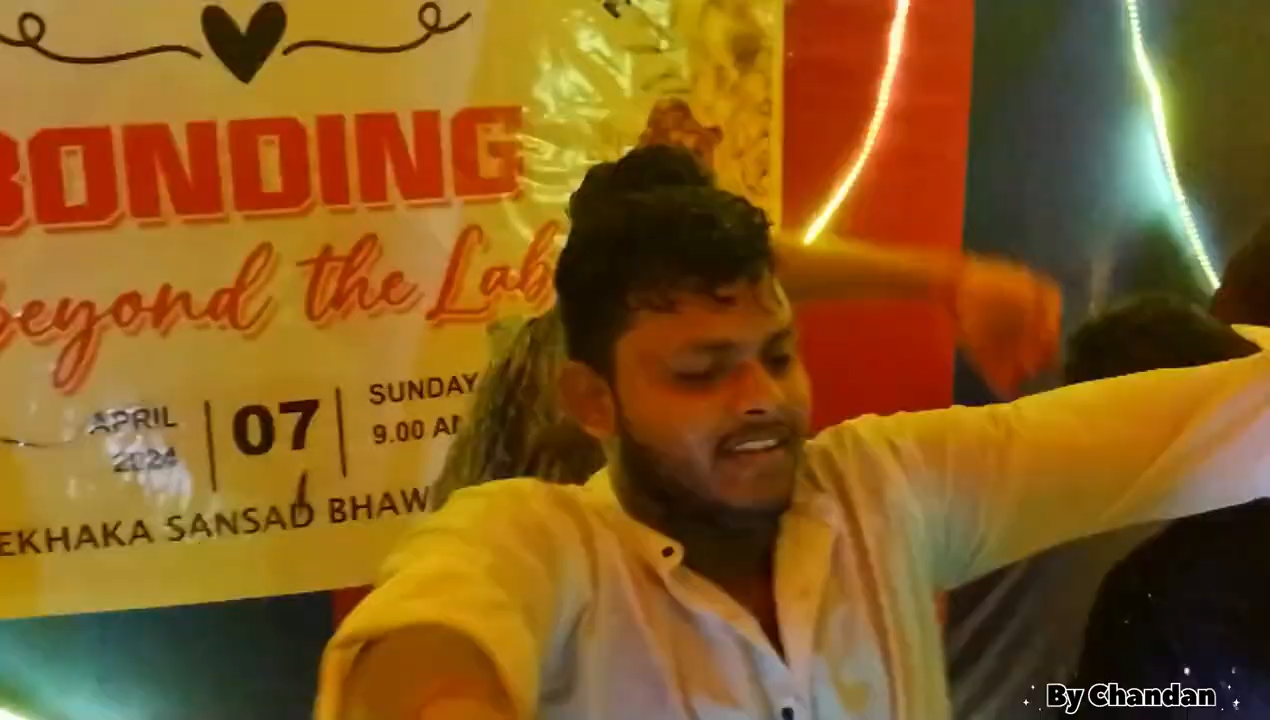 BONDING
beyond the Lab
APRIL
2024
07
SUNDAY
9.00 AM
EKHAKA SANSAD BHAW
By Chandan